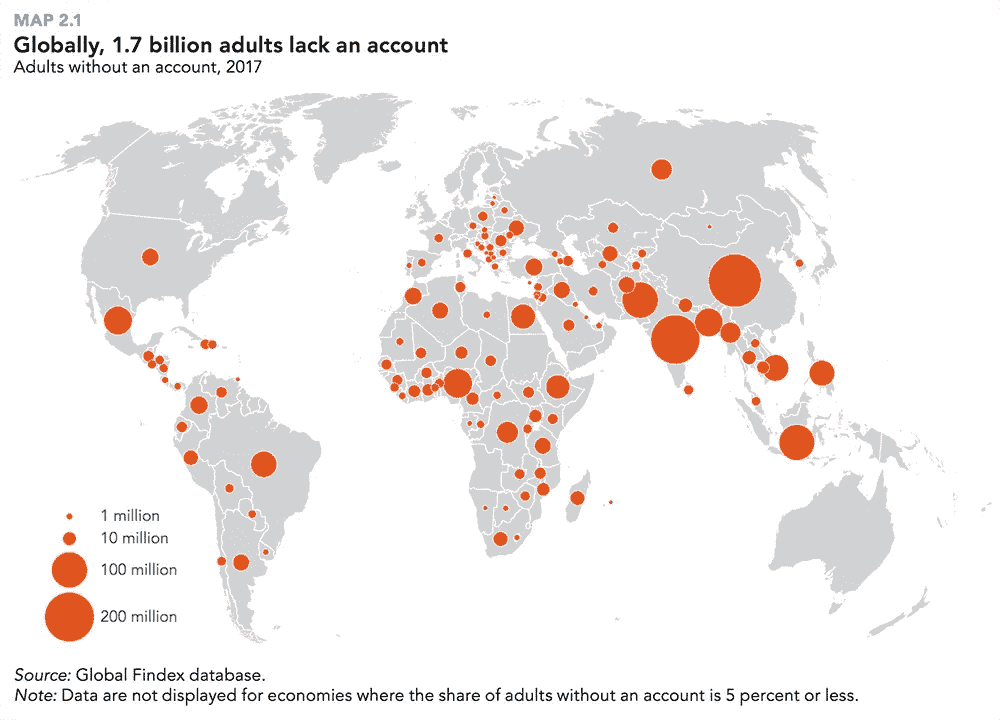 MAP 2.1
Globally, 1.7 billion adults lack an account
Adults without an account, 2017
1 million
10 million
100 million
200 million
Source: Global Findex database.
Note: Data are not displayed for economies where the share of adults without an account is 5 percent or less.